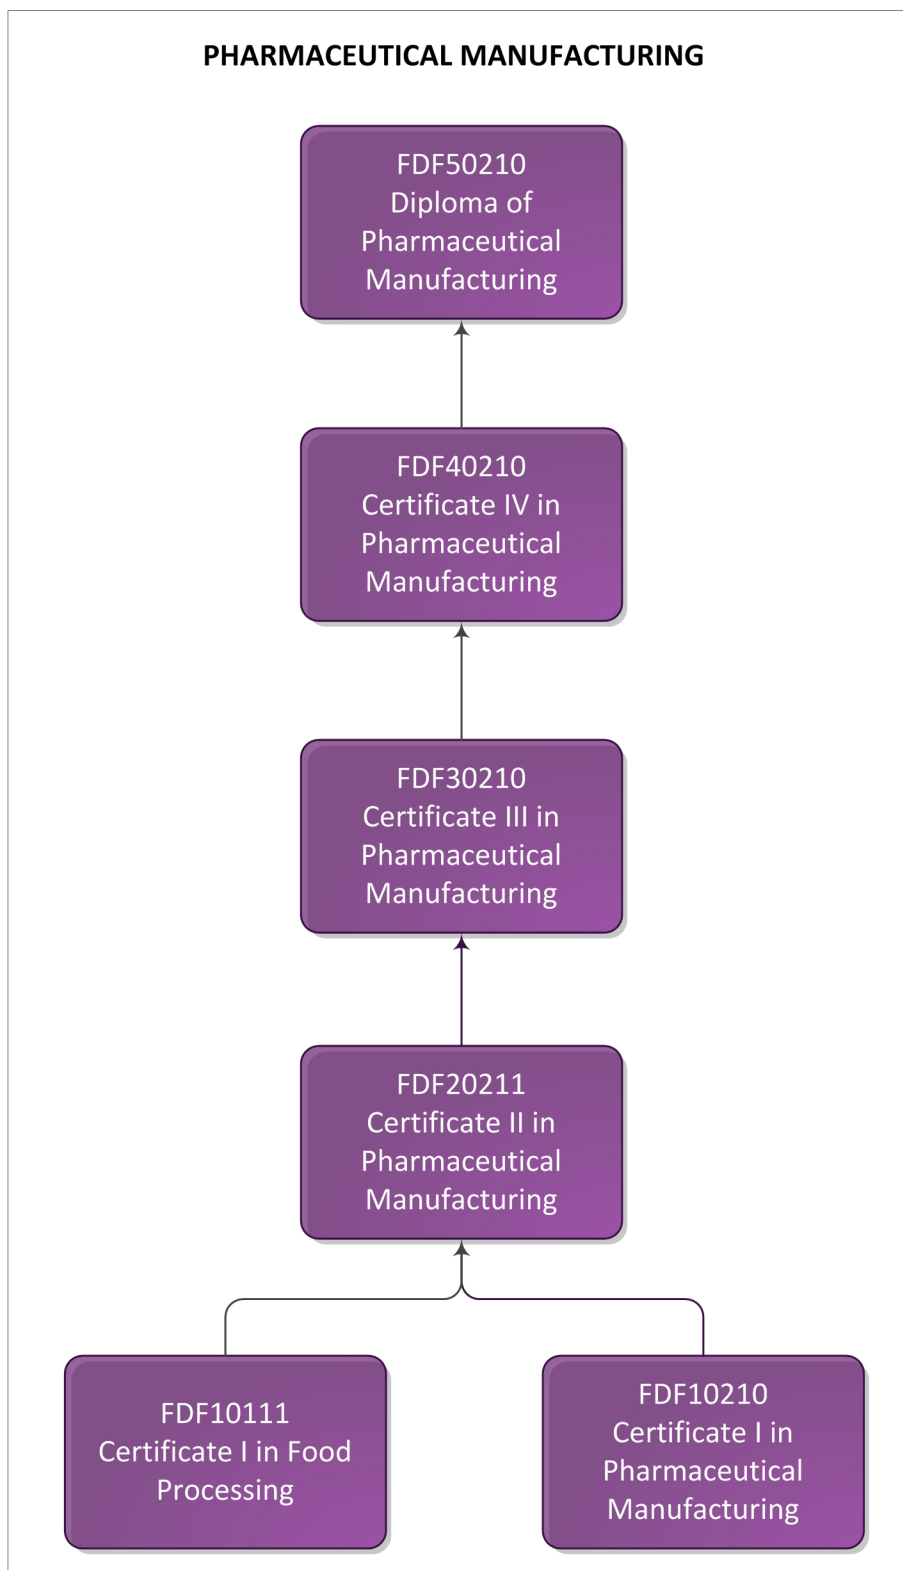 PHARMACEUTICAL MANUFACTURING
FDF50210
Diploma of
Pharmaceutical
Manufacturing
FDF40210
Certificate IV in
Pharmaceutical
Manufacturing
FDF30210
Certificate III in
Pharmaceutical
Manufacturing
FDF20211
Certificate II in
Pharmaceutical
Manufacturing
FDF10111
Certificate I in Food
Processing
FDF10210
Certificate I in
Pharmaceutical
Manufacturing